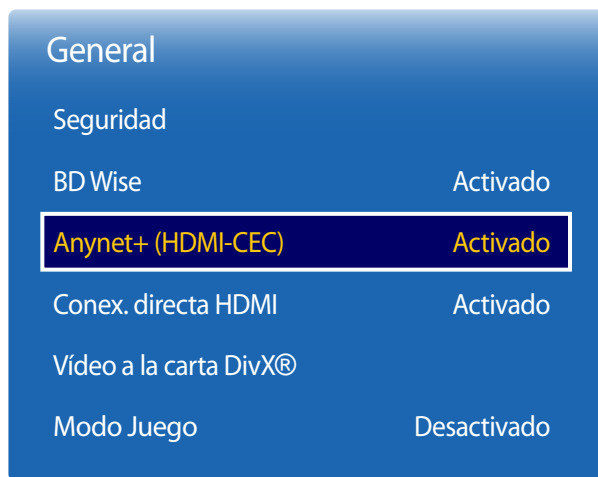 General
Seguridad
BD Wise Activado
Anynet+ (HDMI-CEC) Activado
Conex. directa HDMI Activado
Vídeo a la carta DivX®
Modo Juego Desactivado